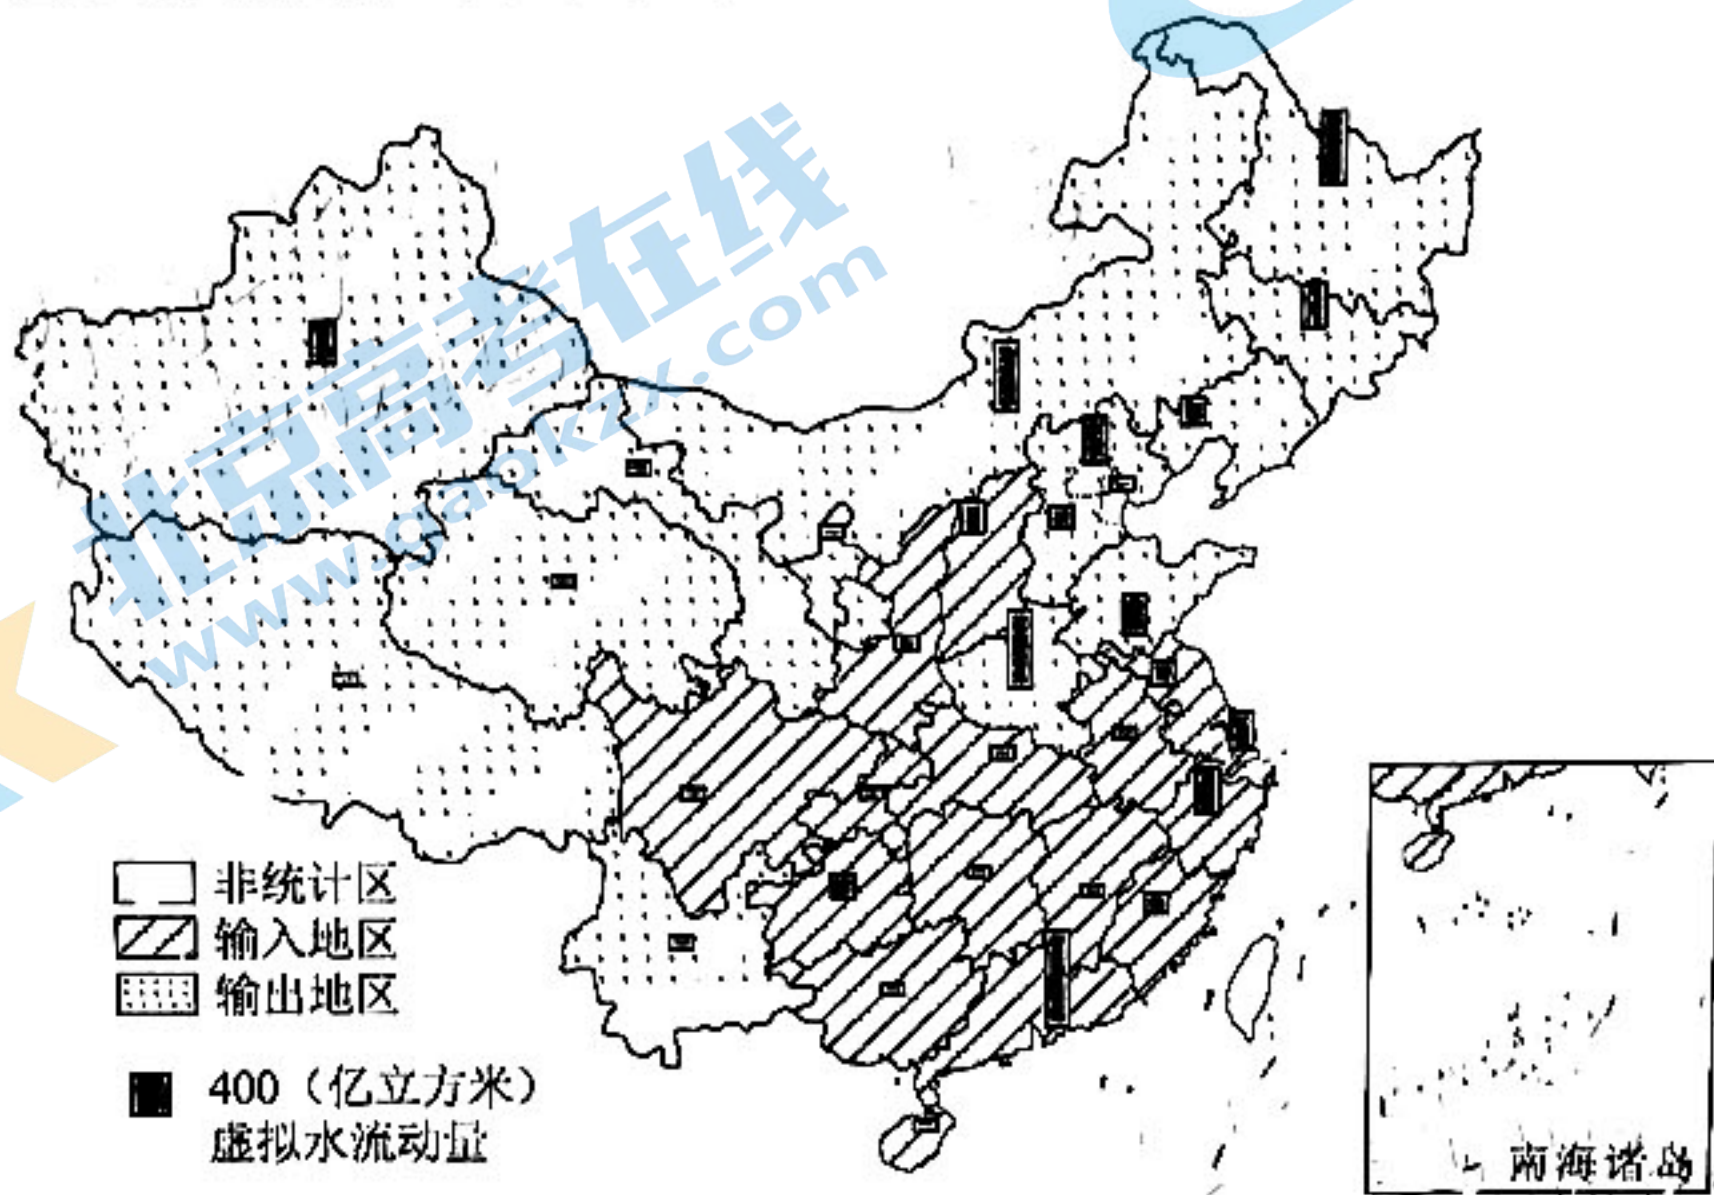 北京高考在线
www.gaokzx.com
非统计区
输入地区
输出地区
400（亿立方米）
虚拟水流动量
南海诸岛